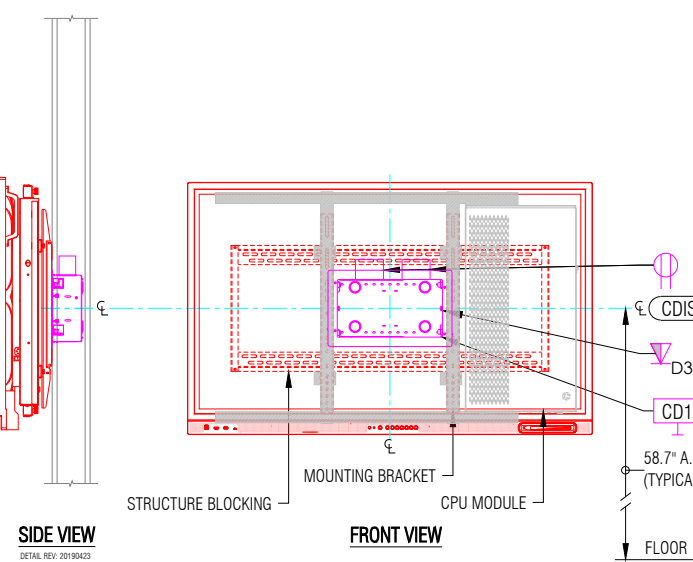 ℄
℄
CDIS
D3
CD1
℄
58.7" A.
(TYPICA
MOUNTING BRACKET
STRUCTURE BLOCKING
CPU MODULE
SIDE VIEW
FRONT VIEW
DETAIL REV: 20190423
FLOOR